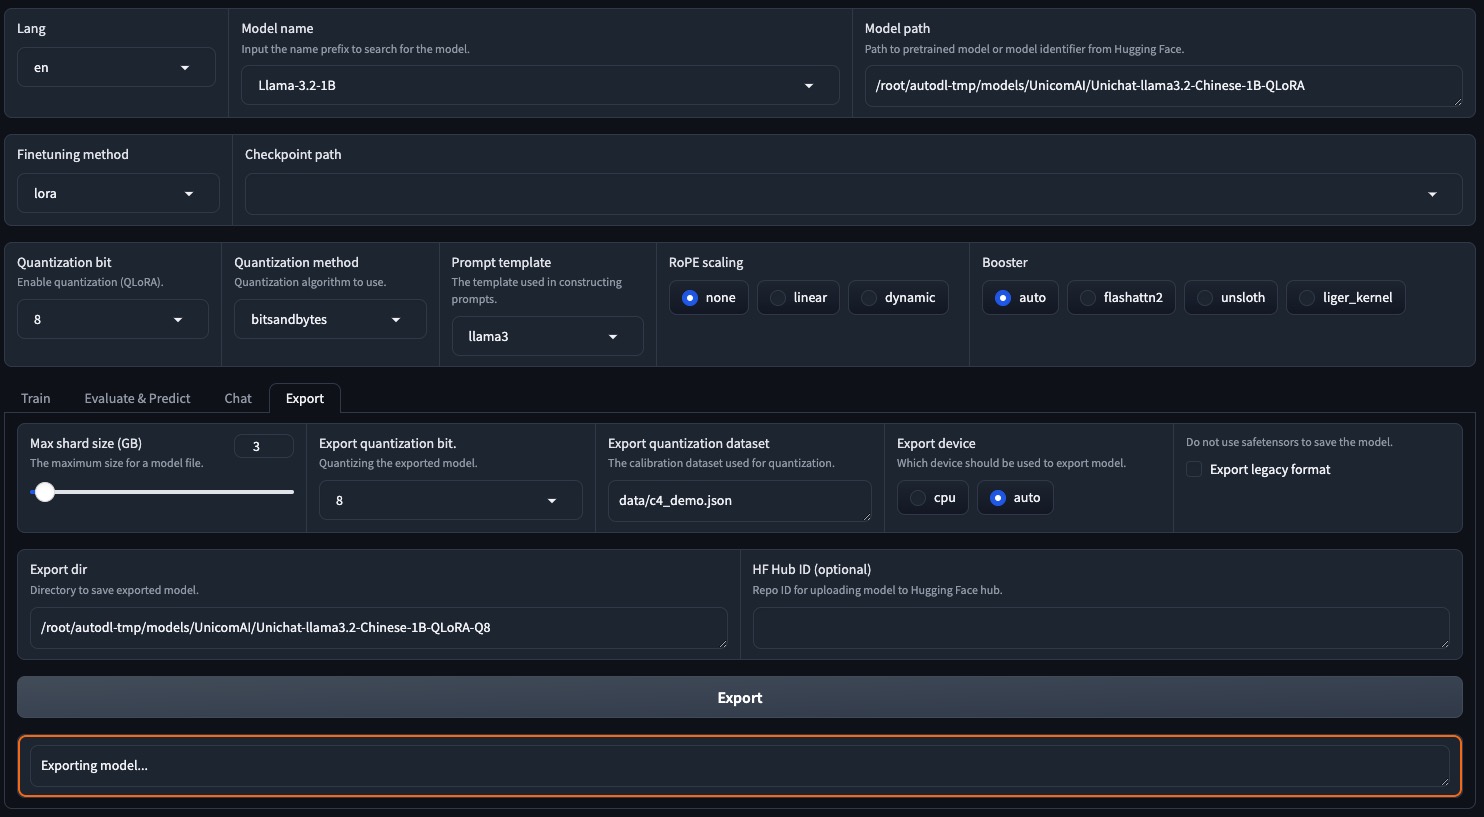 Lang
en
Model name
Input the name prefix to search for the model.
Llama-3.2-1B
Model path
Path to pretrained model or model identifier from Hugging Face.
/root/autodl-tmp/models/UnicomAI/Unichat-llama3.2-Chinese-1B-QLoRA
Finetuning method
lora
Checkpoint path
Quantization bit
Enable quantization (QLoRA).
8
Quantization method
Quantization algorithm to use.
bitsandbytes
Prompt template
The template used in constructing
prompts.
llama3
RoPE scaling
none linear dynamic
Booster
auto flashattn2 unsloth liger_kernel
Train Evaluate & Predict Chat Export
Max shard size (GB) 3
The maximum size for a model file.
Export quantization bit.
Quantizing the exported model.
8
Export quantization dataset
The calibration dataset used for quantization.
data/c4_demo.json
Export device
Which device should be used to export model.
cpu auto
Do not use safetensors to save the model.
Export legacy format
Export dir
Directory to save exported model.
/root/autodl-tmp/models/UnicomAI/Unichat-llama3.2-Chinese-1B-QLoRA-Q8
HF Hub ID (optional)
Repo ID for uploading model to Hugging Face hub.
Export
Exporting model...